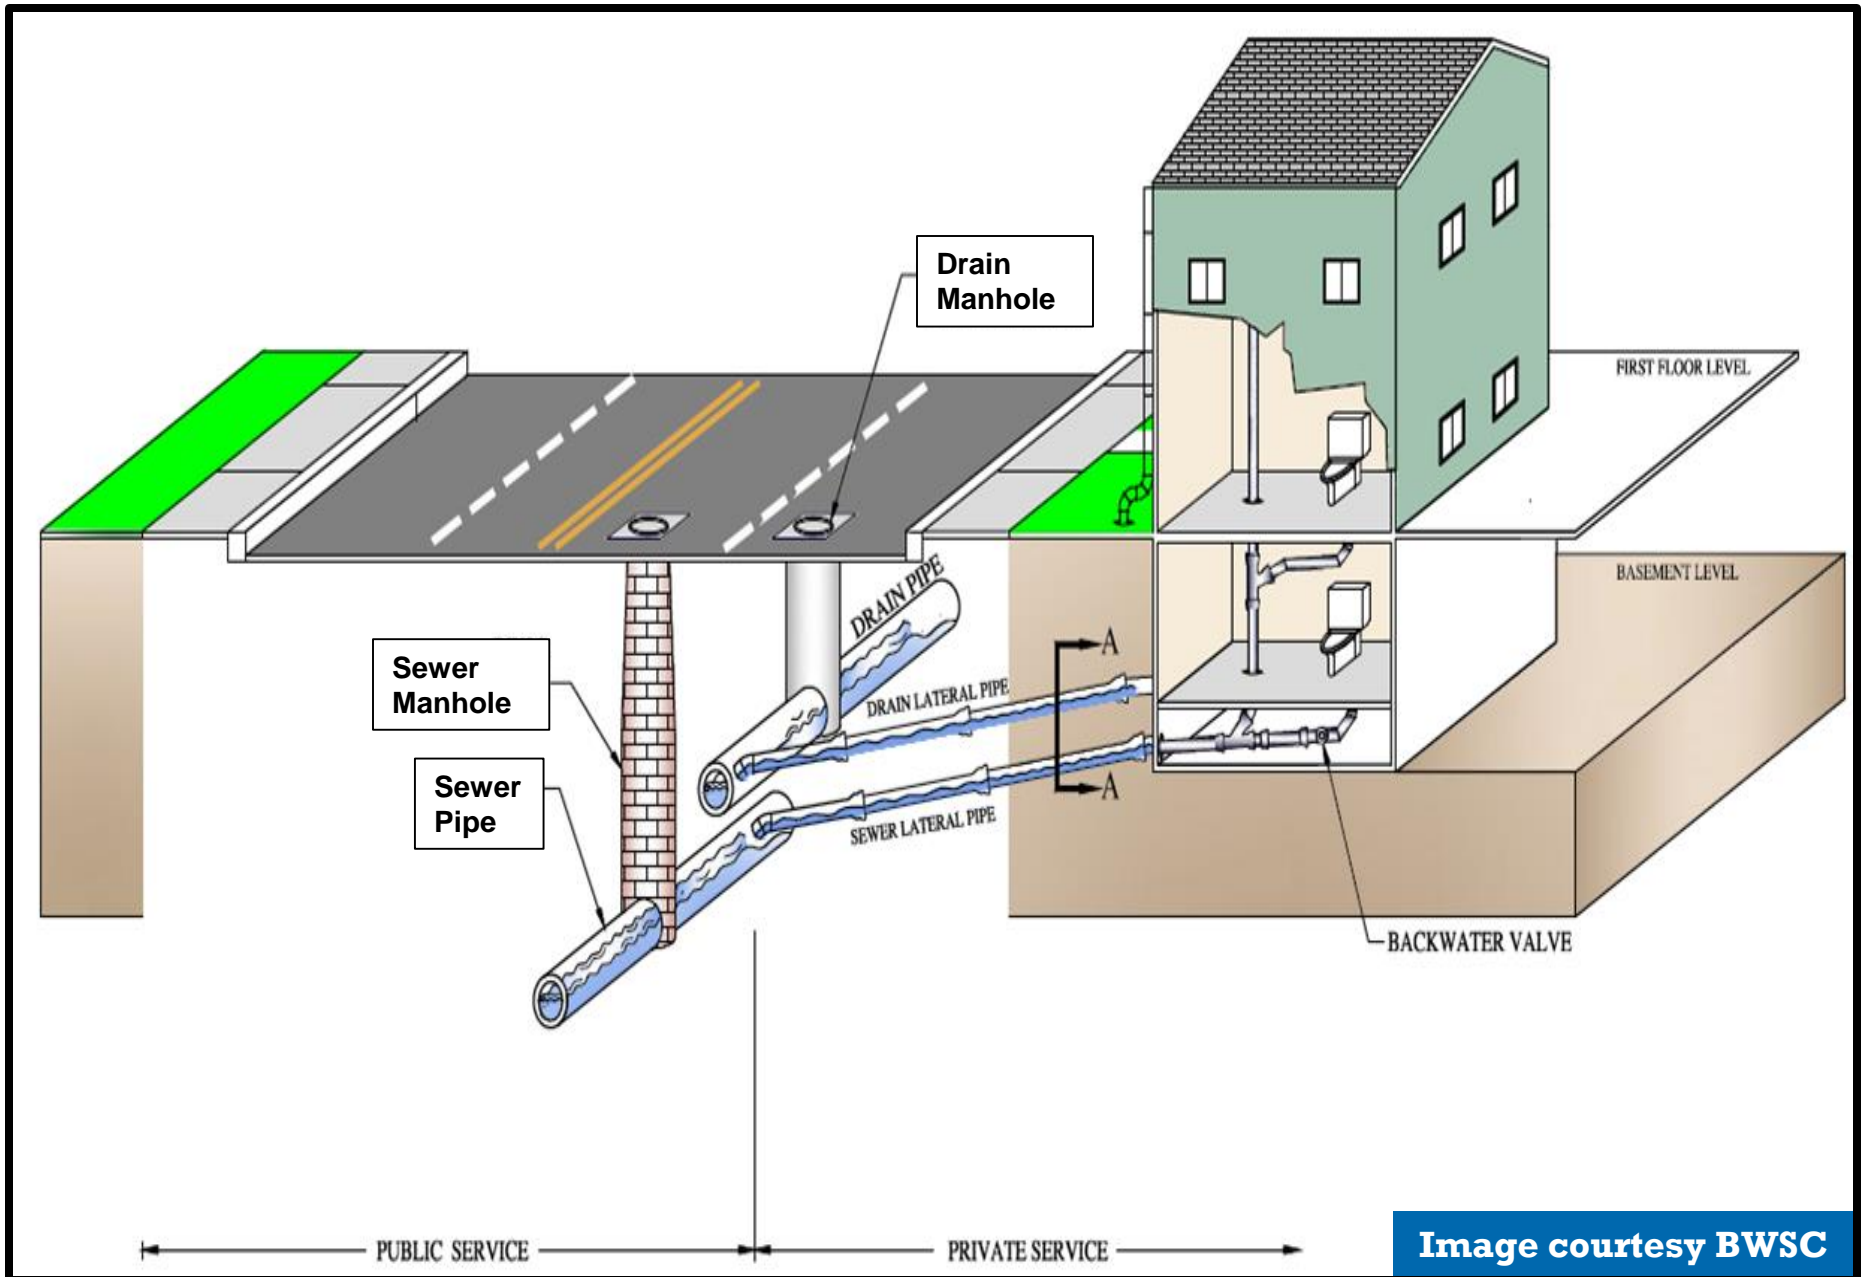 Drain
Manhole
FIRST FLOOR LEVEL
BASEMENT LEVEL
DRAIN PIPE
Sewer
Manhole
A
DRAIN LATERAL PIPE
Sewer
Pipe
A
SEWER LATERAL PIPE
BACKWATER VALVE
PUBLIC SERVICE
PRIVATE SERVICE
Image courtesy BWSC